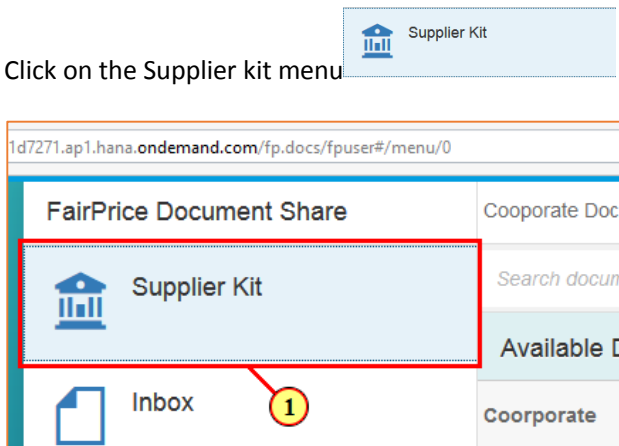 Supplier Kit
Click on the Supplier kit menu
1d7271.ap1.hana.ondemand.com/fp.docs/fpuser#/menu/0
FairPrice Document Share
Cooporate Doc
Supplier Kit
Search docum
Available D
Inbox
1
Coorporate